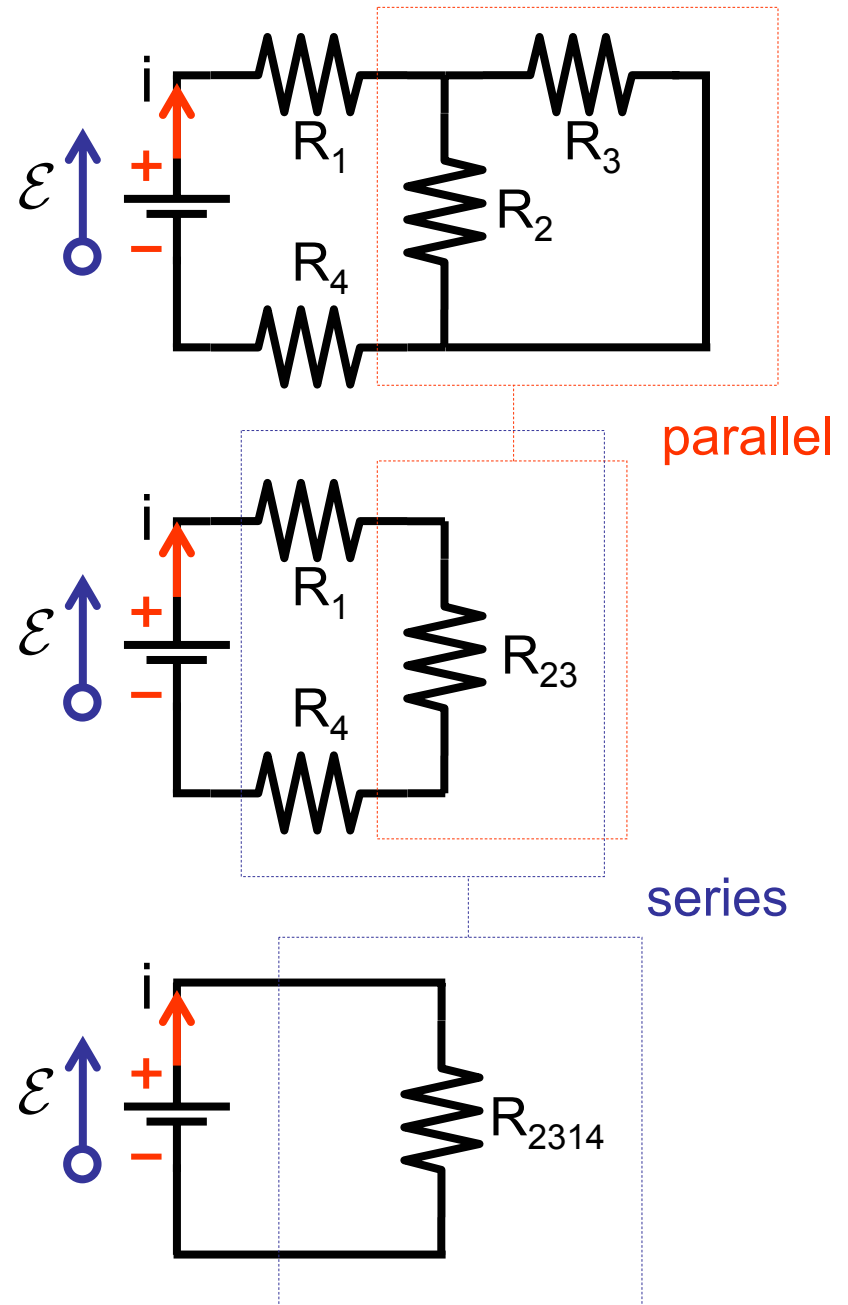 i
R₁
R₃
ℰ
+
−
R₂
R₄
parallel
i
R₁
ℰ
+
−
R₂₃
R₄
series
i
ℰ
+
−
R₂₃₁₄